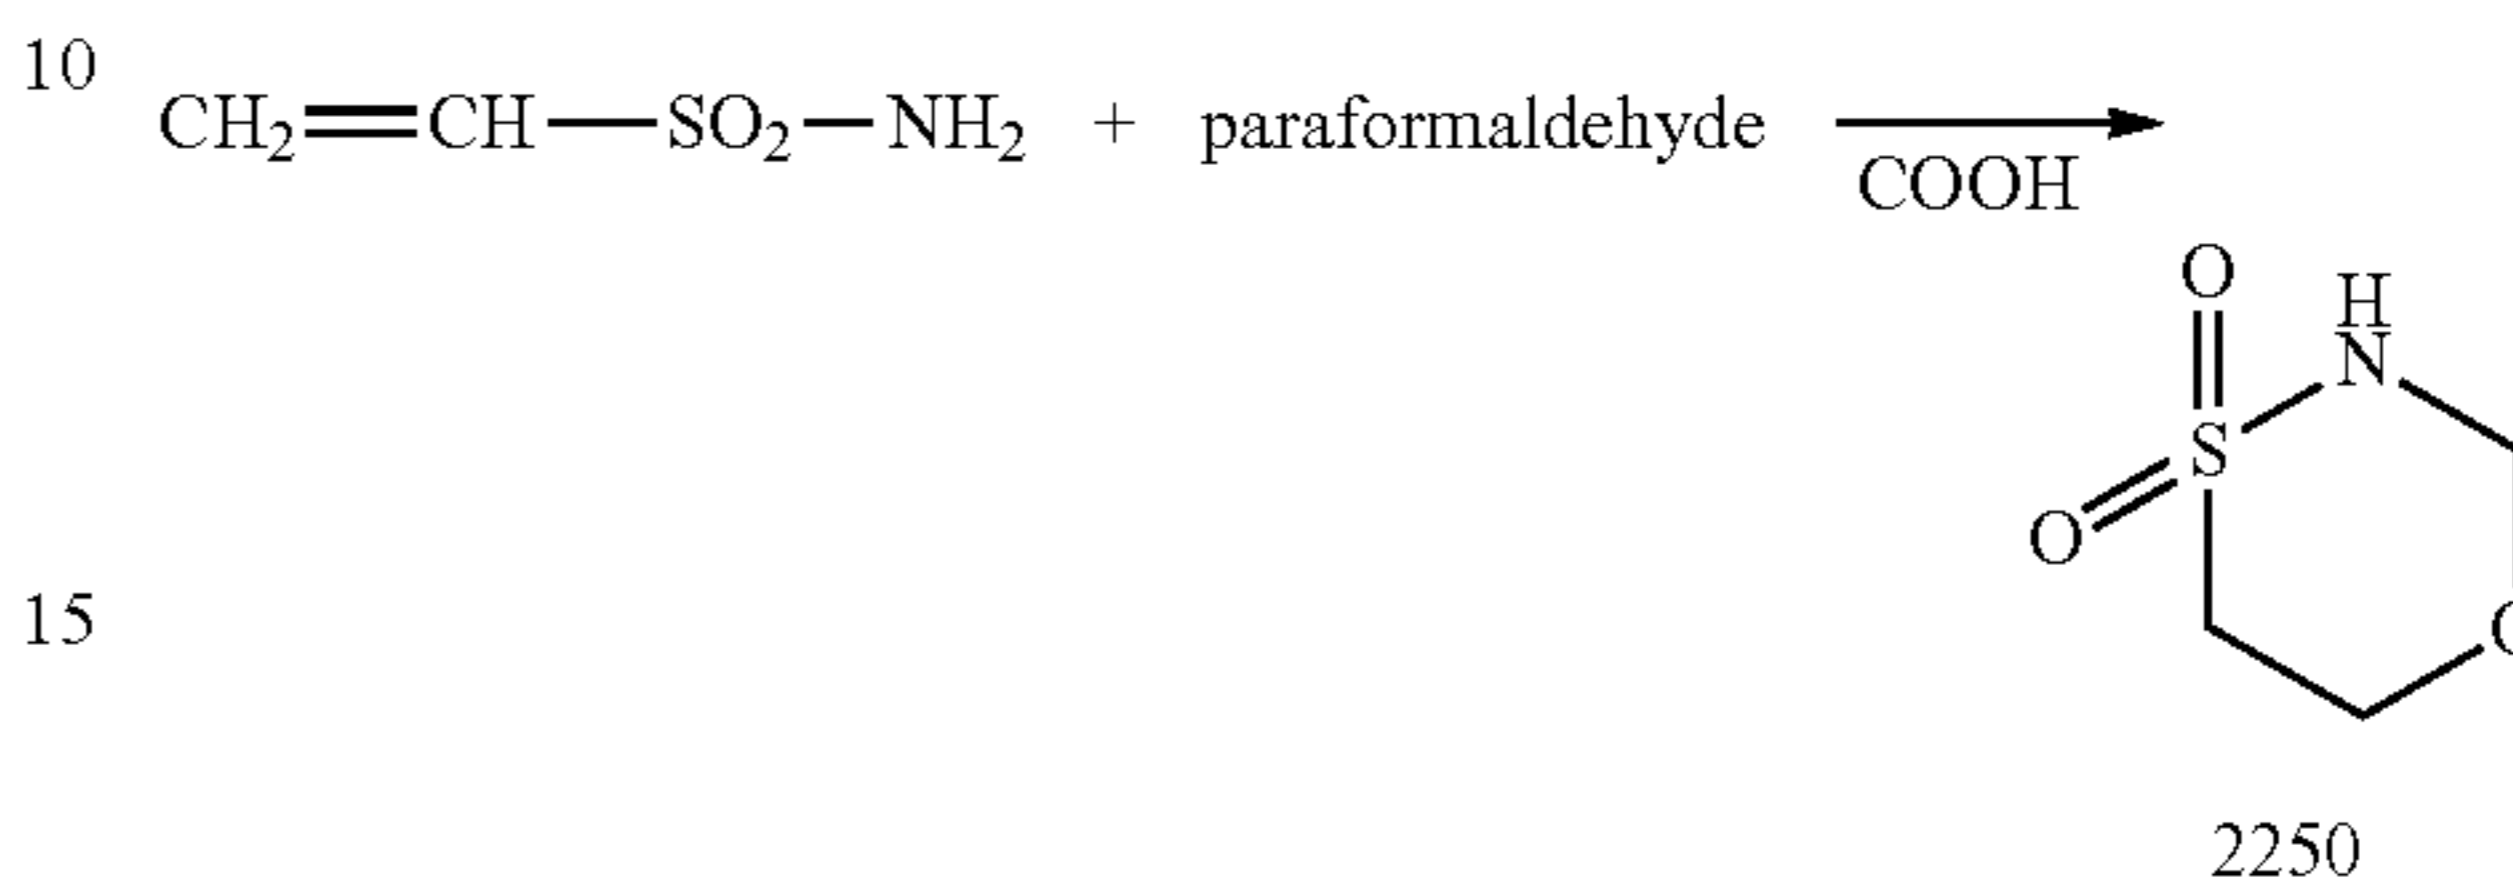 10
CH₂=CH—SO₂—NH₂ + paraformaldehyde
COOH
O
H
N
S
O
15
2250